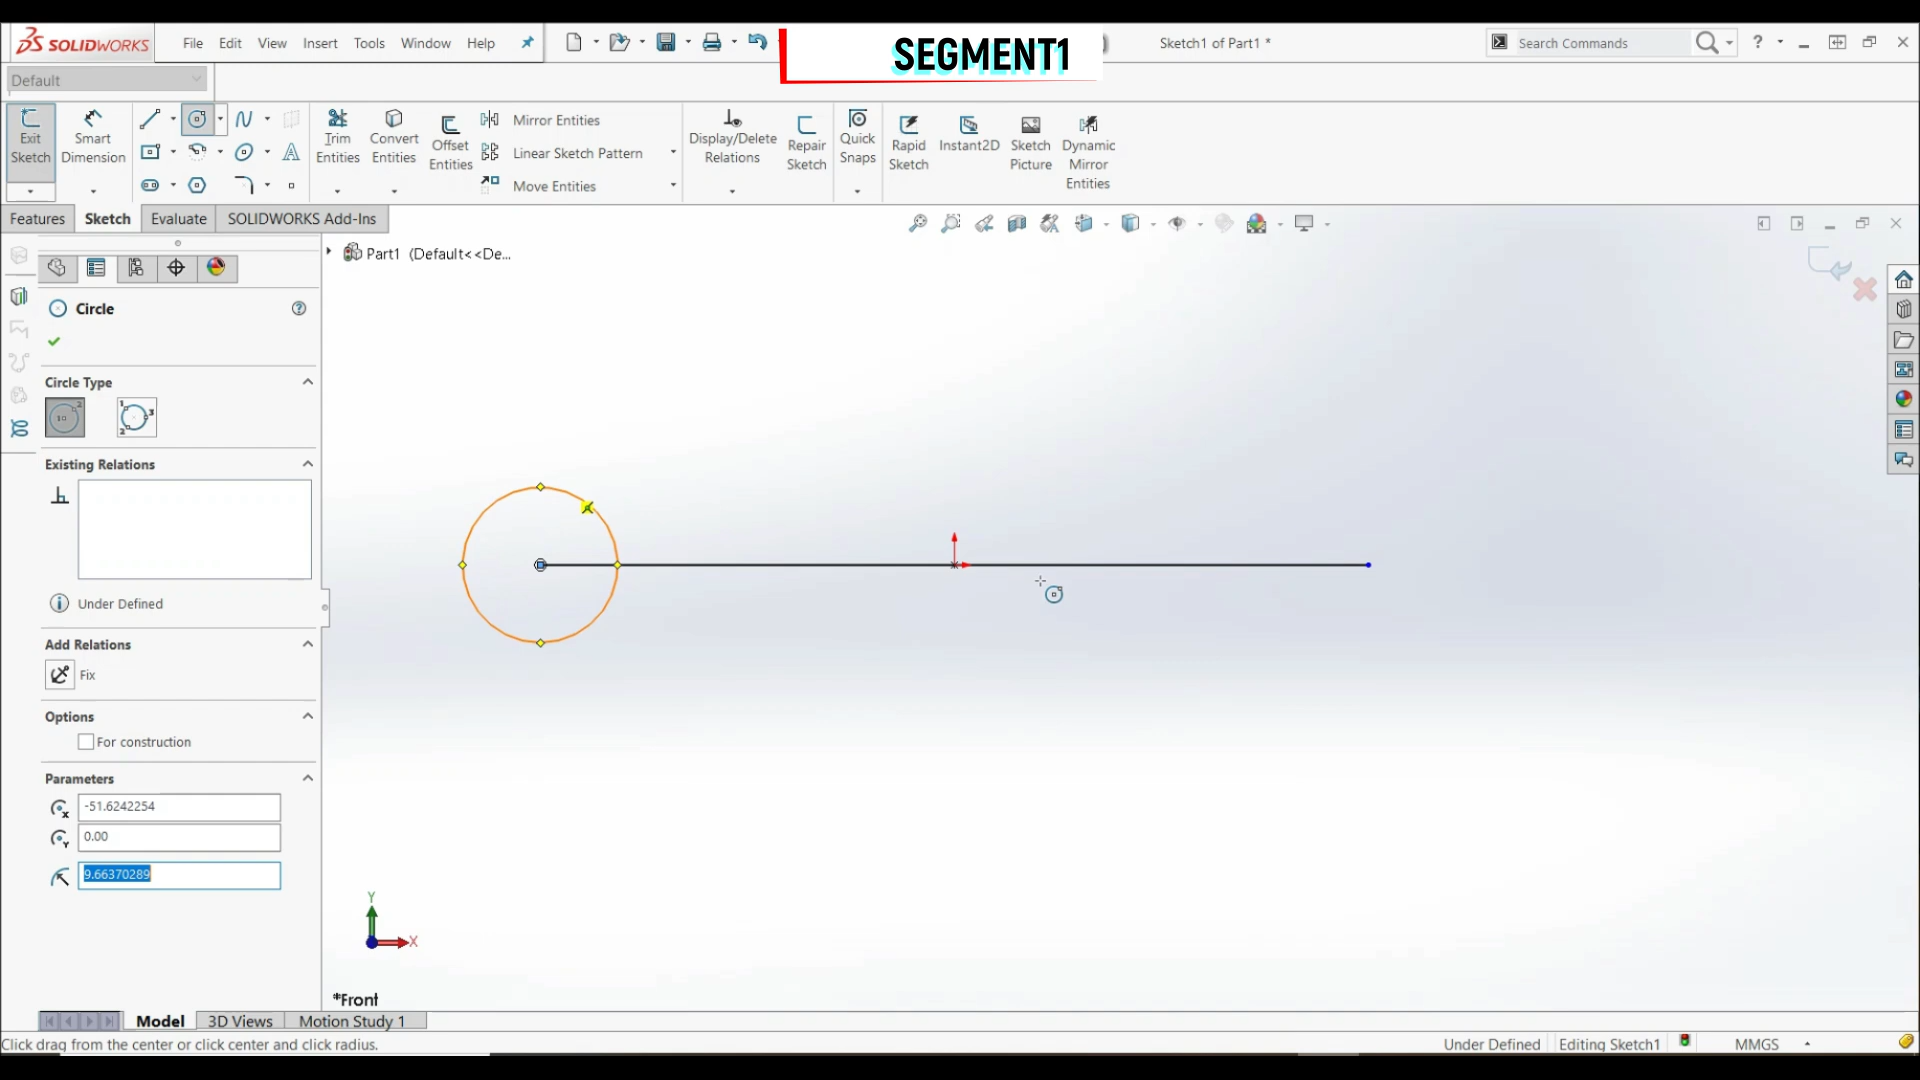 SOLIDWORKS File Edit View Insert Tools Window Help
SEGMENT1
Sketch1 of Part1 *
Search Commands
?
Default
Exit Sketch
Smart Dimension
Trim Entities
Convert Entities
Offset Entities
Mirror Entities
Linear Sketch Pattern
Move Entities
Display/Delete Relations
Repair Sketch
Quick Snaps
Rapid Sketch
Instant2D
Sketch Picture
Dynamic Mirror Entities
Features Sketch Evaluate SOLIDWORKS Add-Ins
Part1 (Default<<De...
Circle
Circle Type
Existing Relations
Under Defined
Add Relations
Fix
Options
For construction
Parameters
-51.6242254
0.00
9.66370289
Y
X
*Front
Model 3D Views Motion Study 1
Click drag from the center or click center and click radius.
Under Defined Editing Sketch1 MMGS